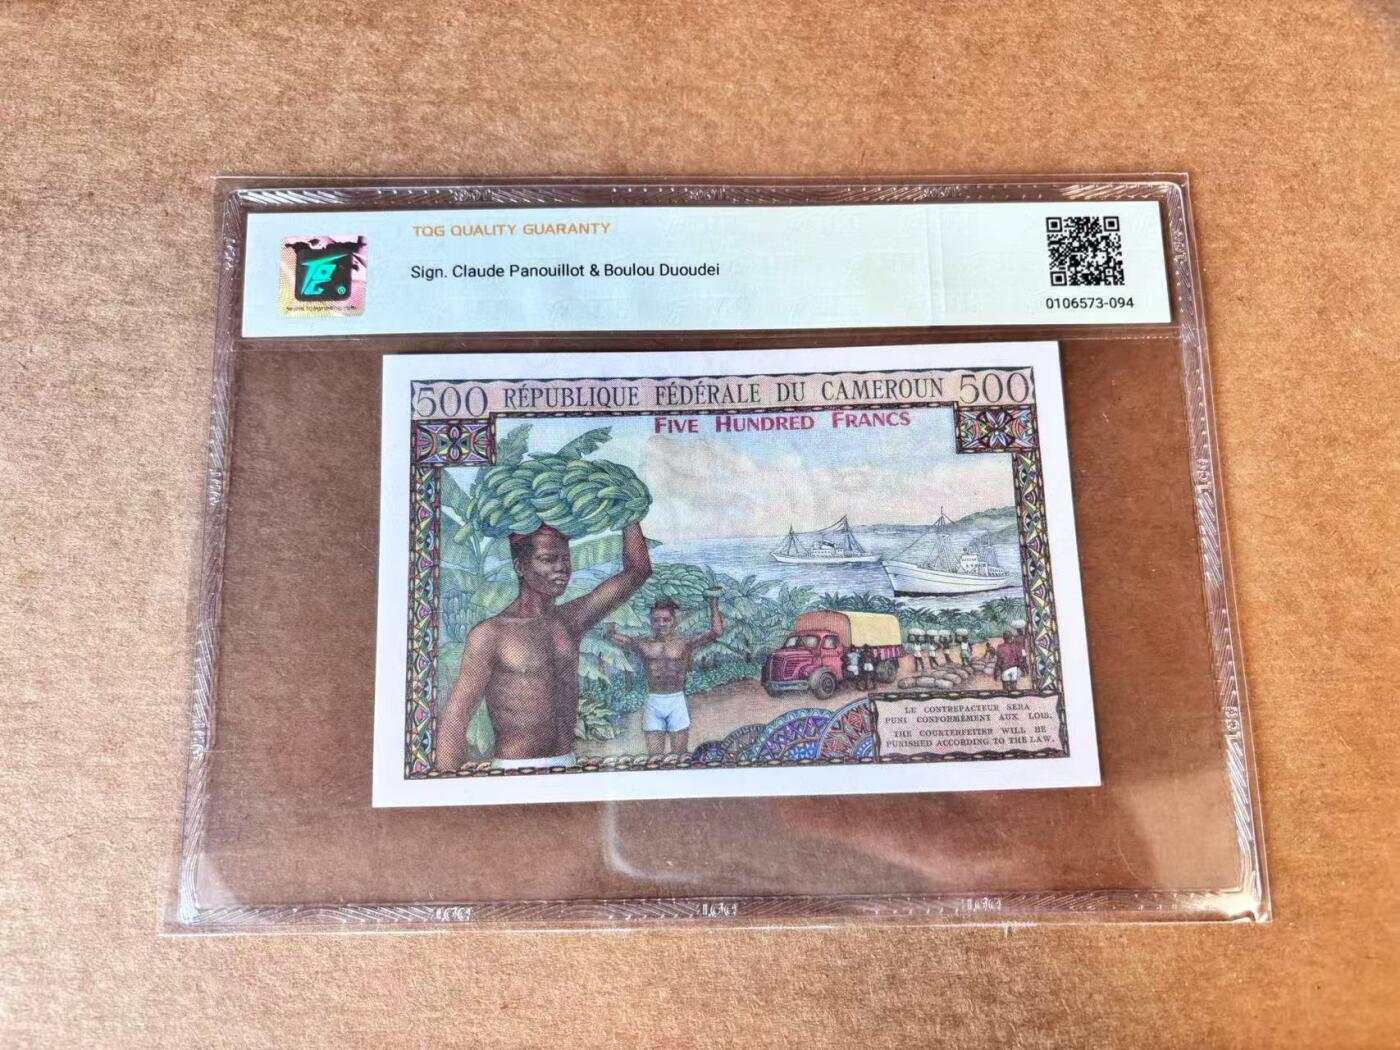 TQG QUALITY GUARANTY
Sign. Claude Panouillot & Boulou Duoudei
0106573-094
500 RÉPUBLIQUE FÉDÉRALE DU CAMEROUN 500
FIVE HUNDRED FRANCS
LE CONTREFACTEUR SERA
PUNI CONFORMÉMENT AUX LOIS.
THE COUNTERFEITER WILL BE
PUNISHED ACCORDING TO THE LAW.